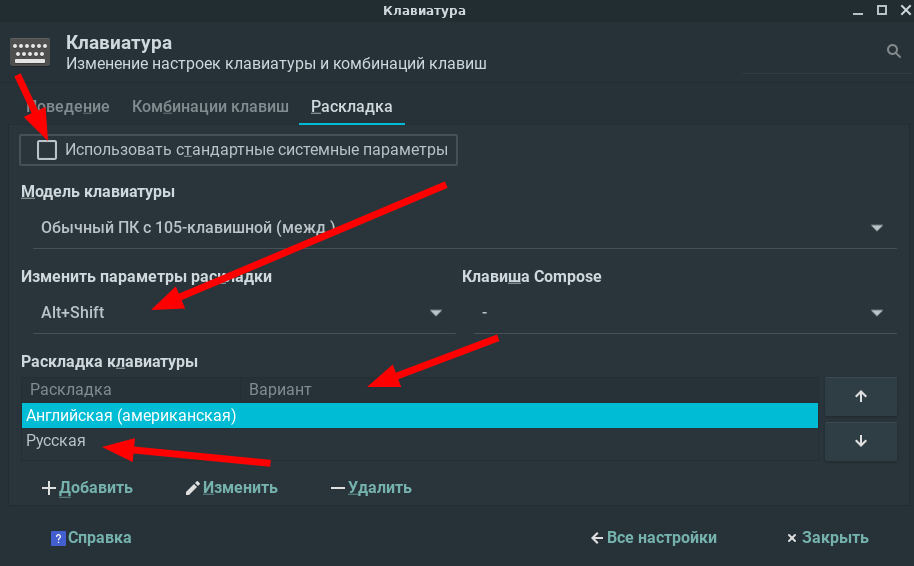 Клавиатура
Клавиатура
Изменение настроек клавиатуры и комбинаций клавиш
Поведение Комбинации клавиш Раскладка
Использовать стандартные системные параметры
Модель клавиатуры
Обычный ПК с 105-клавишной (межд.)
Изменить параметры раскладки Клавиша Compose
Alt+Shift -
Раскладка клавиатуры
Раскладка Вариант
Английская (американская)
Русская
Добавить Изменить Удалить
? Справка Все настройки Закрыть